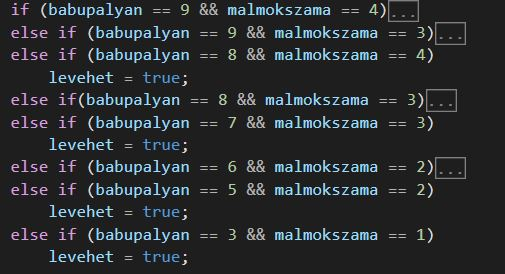 if (babupalyan == 9 && malmokszama == 4)...
else if (babupalyan == 9 && malmokszama == 3)...
else if (babupalyan == 8 && malmokszama == 4)
    levehet = true;
else if(babupalyan == 8 && malmokszama == 3)...
else if (babupalyan == 7 && malmokszama == 3)
    levehet = true;
else if (babupalyan == 6 && malmokszama == 2)...
else if (babupalyan == 5 && malmokszama == 2)
    levehet = true;
else if (babupalyan == 3 && malmokszama == 1)
    levehet = true;